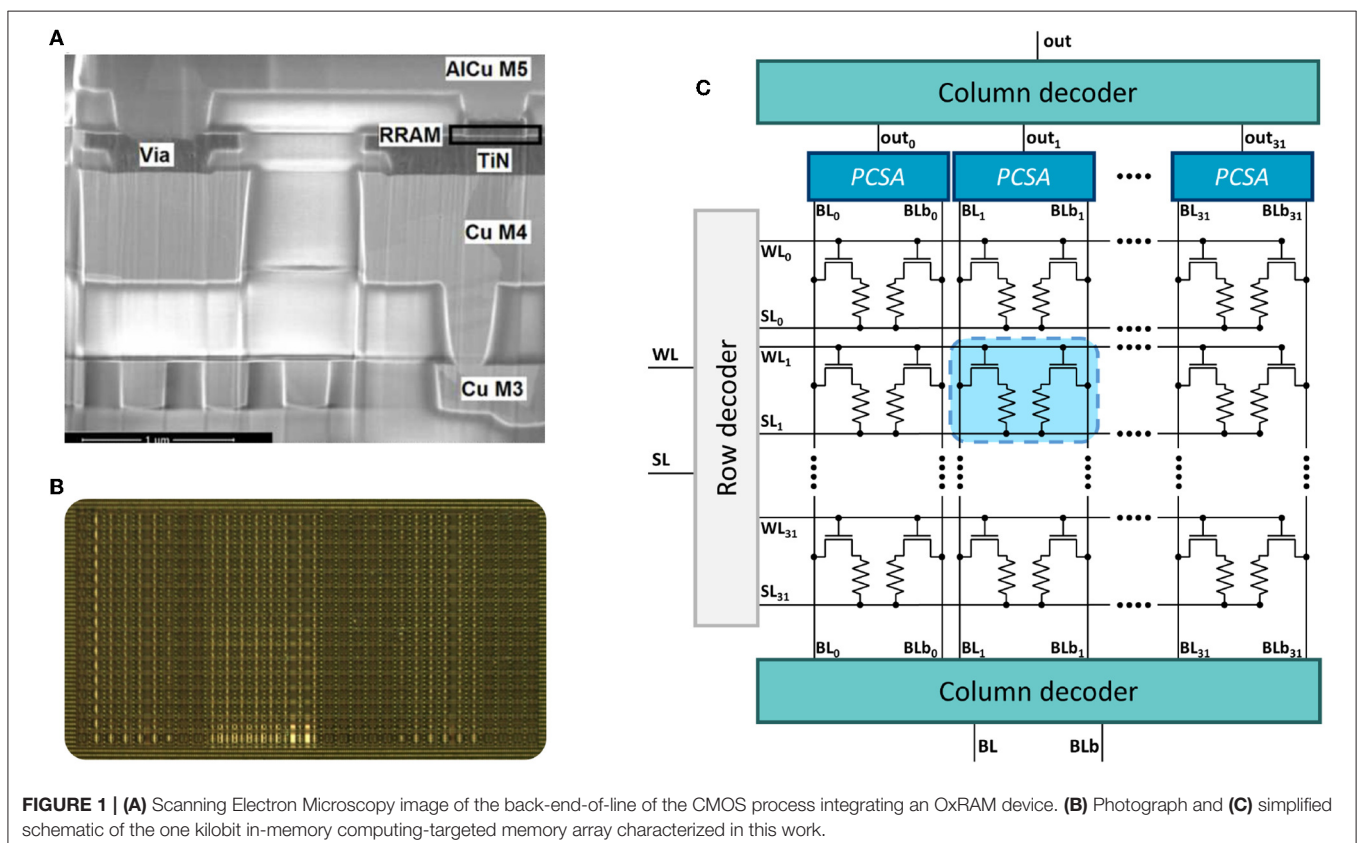 A
AlCu M5
RRAM
Via
TiN
Cu M4
Cu M3
1 µm
B
C
out
Column decoder
out0 out1 out31
PCSA PCSA PCSA
BL0 BLb0 BL1 BLb1 BL31 BLb31
WL0
SL0
WL
WL1
SL1
Row decoder
SL
WL31
SL31
BL0 BLb0 BL1 BLb1 BL31 BLb31
Column decoder
BL BLb
FIGURE 1 | (A) Scanning Electron Microscopy image of the back-end-of-line of the CMOS process integrating an OxRAM device. (B) Photograph and (C) simplified
schematic of the one kilobit in-memory computing-targeted memory array characterized in this work.